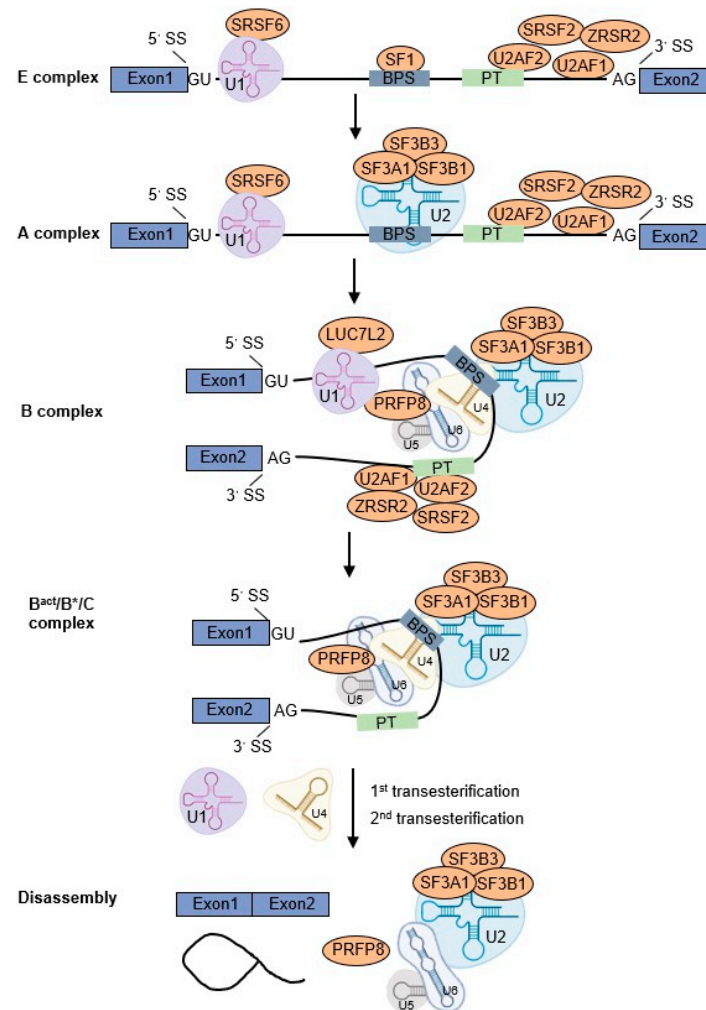 SRSF6
SRSF2
ZRSR2
5' SS
3' SS
SF1
U2AF2
U2AF1
E complex
Exon1
GU
U1
BPS
PT
AG
Exon2
SF3B3
SF3A1
SF3B1
SRSF6
SRSF2
ZRSR2
5' SS
3' SS
U2AF2
U2AF1
A complex
Exon1
GU
U1
U2
BPS
PT
AG
Exon2
LUC7L2
SF3B3
5' SS
SF3A1
SF3B1
Exon1
GU
U1
BPS
U2
PRFP8
U4
B complex
U6
U5
Exon2
AG
PT
3' SS
U2AF1
U2AF2
ZRSR2
SRSF2
SF3B3
Bact/B*/C
complex
5' SS
SF3A1
SF3B1
Exon1
GU
BPS
U2
PRFP8
U4
U6
U5
Exon2
AG
PT
3' SS
U1
U4
1st transesterification
2nd transesterification
SF3B3
SF3A1
SF3B1
Disassembly
Exon1
Exon2
U2
PRFP8
U6
U5